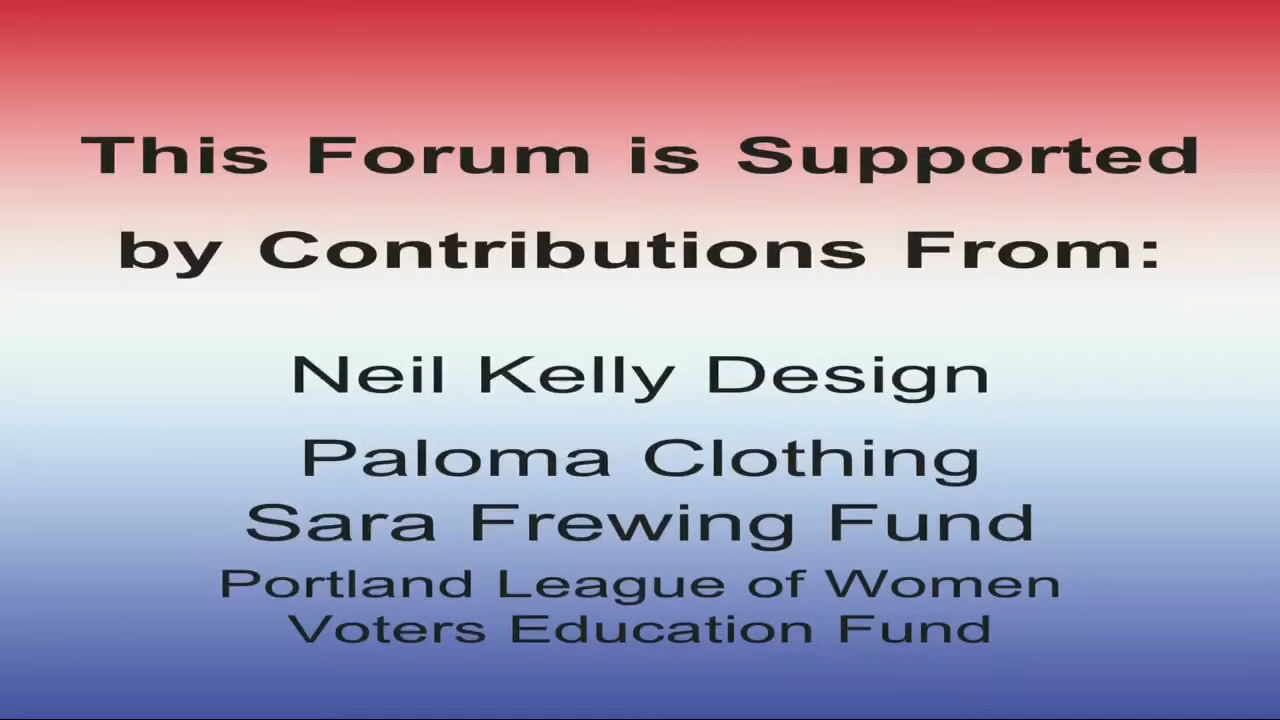 This Forum is Supported
by Contributions From:
Neil Kelly Design
Paloma Clothing
Sara Frewing Fund
Portland League of Women
Voters Education Fund